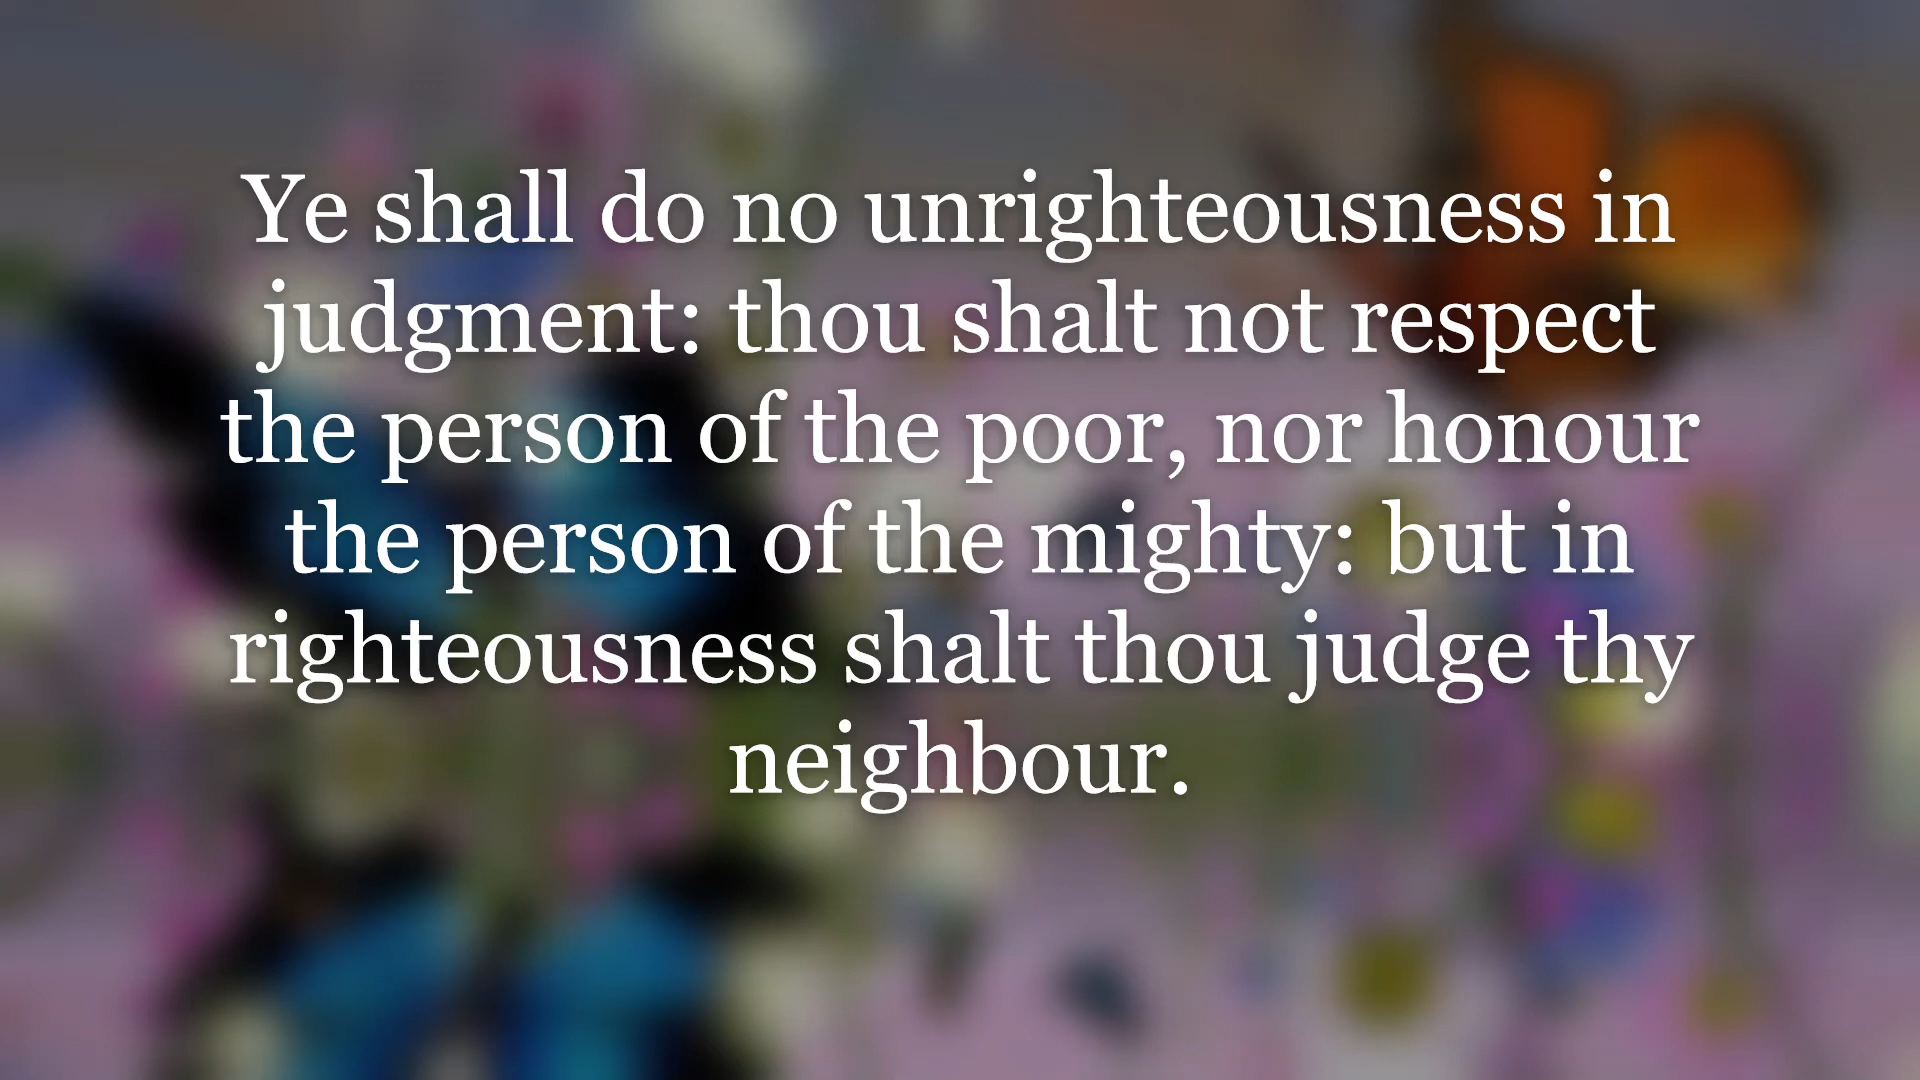 Ye shall do no unrighteousness in
judgment: thou shalt not respect
the person of the poor, nor honour
the person of the mighty: but in
righteousness shalt thou judge thy
neighbour.